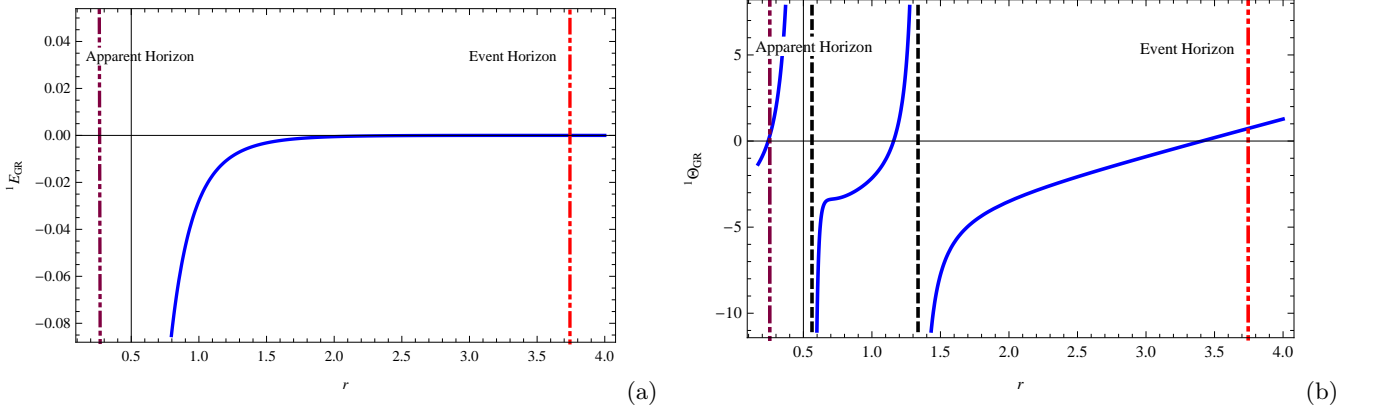 0.04
0.02
0.00
−0.02
−0.04
−0.06
−0.08
¹E_GR
Apparent Horizon
Event Horizon
0.5 1.0 1.5 2.0 2.5 3.0 3.5 4.0
r
(a)
5
0
−5
−10
¹Θ_GR
Apparent Horizon
Event Horizon
0.5 1.0 1.5 2.0 2.5 3.0 3.5 4.0
r
(b)